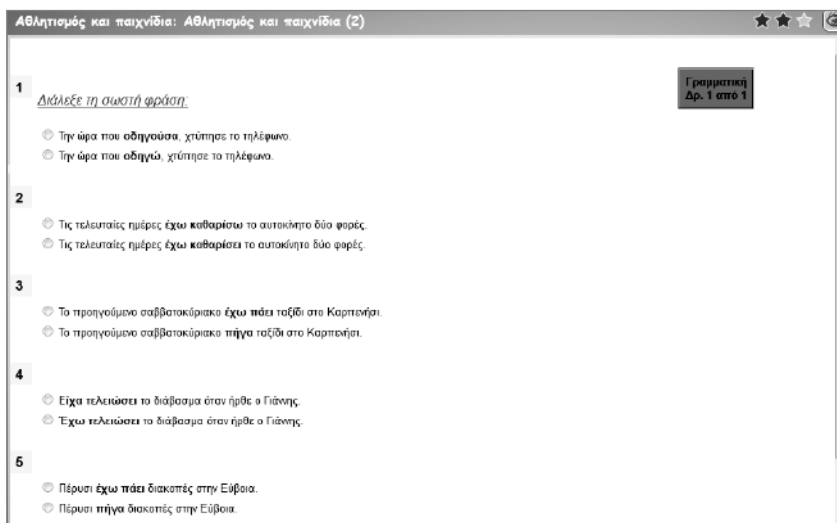 Αθλητισμός και παιχνίδια: Αθλητισμός και παιχνίδια (2)
Γραμματική
Δρ. 1 από 1
1
Διάλεξε τη σωστή φράση:
Την ώρα που οδηγούσα, χτύπησε το τηλέφωνο.
Την ώρα που οδηγώ, χτύπησε το τηλέφωνο.
2
Τις τελευταίες ημέρες έχω καθαρίσω το αυτοκίνητο δύο φορές.
Τις τελευταίες ημέρες έχω καθαρίσει το αυτοκίνητο δύο φορές.
3
Το προηγούμενο σαββατοκύριακο έχω πάει ταξίδι στο Καρπενήσι.
Το προηγούμενο σαββατοκύριακο πήγα ταξίδι στο Καρπενήσι.
4
Είχα τελειώσει το διάβασμα όταν ήρθε ο Γιάννης.
Έχω τελειώσει το διάβασμα όταν ήρθε ο Γιάννης.
5
Πέρυσι έχω πάει διακοπές στην Εύβοια.
Πέρυσι πήγα διακοπές στην Εύβοια.